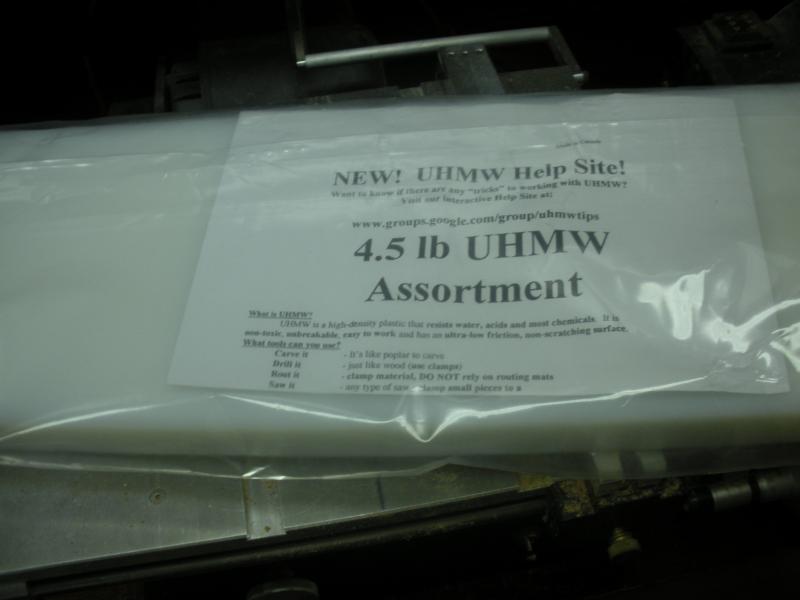 Made in Canada
NEW! UHMW Help Site!
Want to know if there are any "tricks" to working with UHMW?
Visit our Interactive Help Site at:
www.groups.google.com/group/uhmwtips
4.5 lb UHMW
Assortment
What is UHMW?
UHMW is a high-density plastic that resists water, acids and most chemicals. It is
non-toxic, unbreakable, easy to work and has an ultra-low friction, non-scratching surface.
What tools can you use?
Carve it - It's like poplar to carve
Drill it - just like wood (use clamps)
Rout it - clamp material, DO NOT rely on routing mats
Saw it - any type of saw - clamp small pieces to a